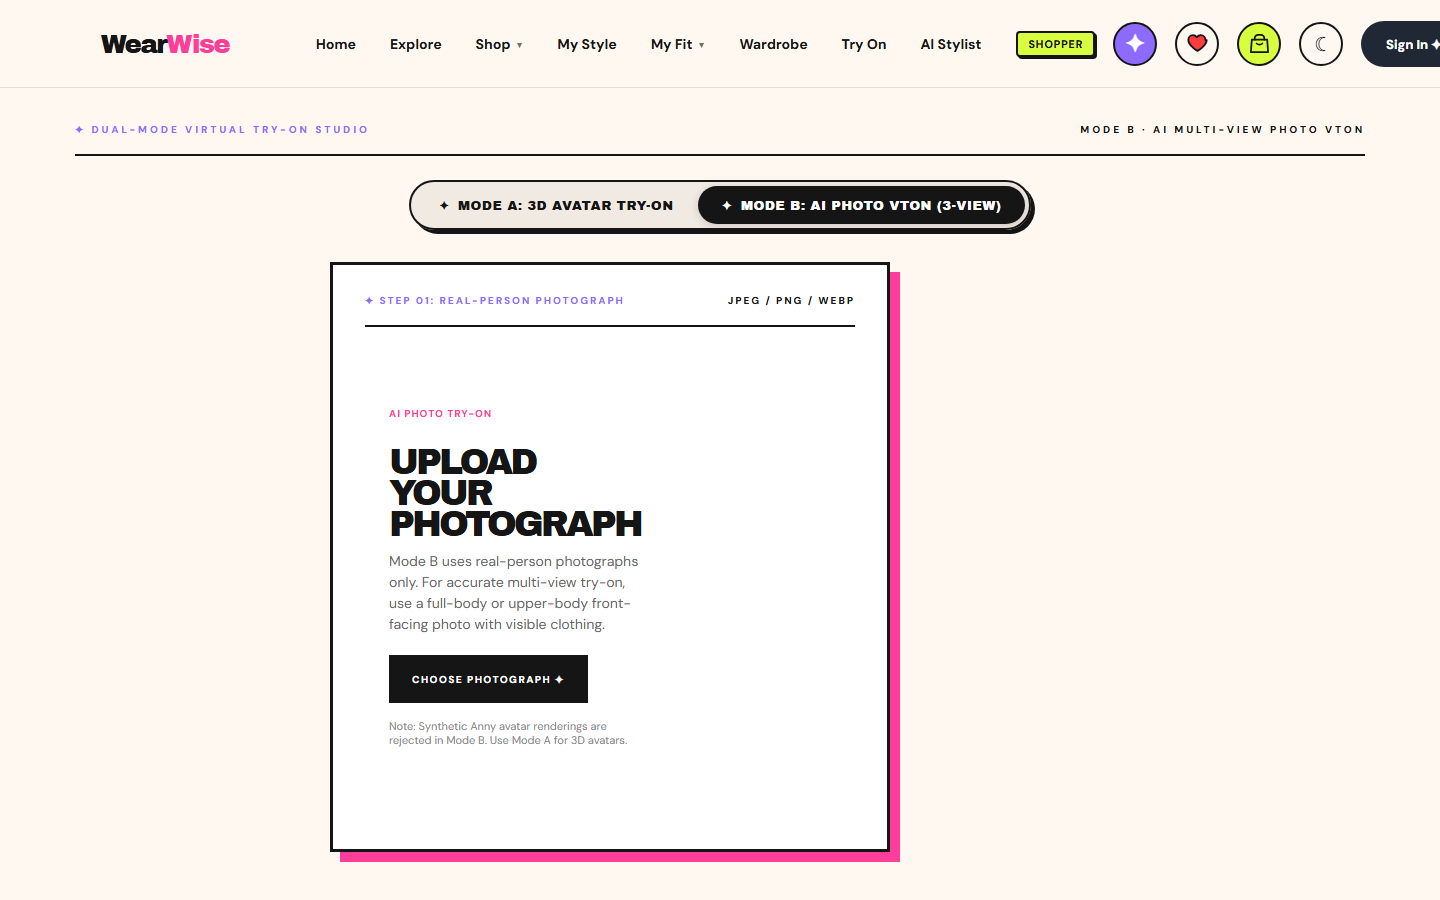 WearWise Home Explore Shop ▾ My Style My Fit ▾ Wardrobe Try On AI Stylist SHOPPER Sign In ✦
✦ DUAL-MODE VIRTUAL TRY-ON STUDIO MODE B · AI MULTI-VIEW PHOTO VTON
✦ MODE A: 3D AVATAR TRY-ON ✦ MODE B: AI PHOTO VTON (3-VIEW)
✦ STEP 01: REAL-PERSON PHOTOGRAPH JPEG / PNG / WEBP
AI PHOTO TRY-ON
UPLOAD
YOUR
PHOTOGRAPH
Mode B uses real-person photographs
only. For accurate multi-view try-on,
use a full-body or upper-body front-
facing photo with visible clothing.
CHOOSE PHOTOGRAPH ✦
Note: Synthetic Anny avatar renderings are
rejected in Mode B. Use Mode A for 3D avatars.